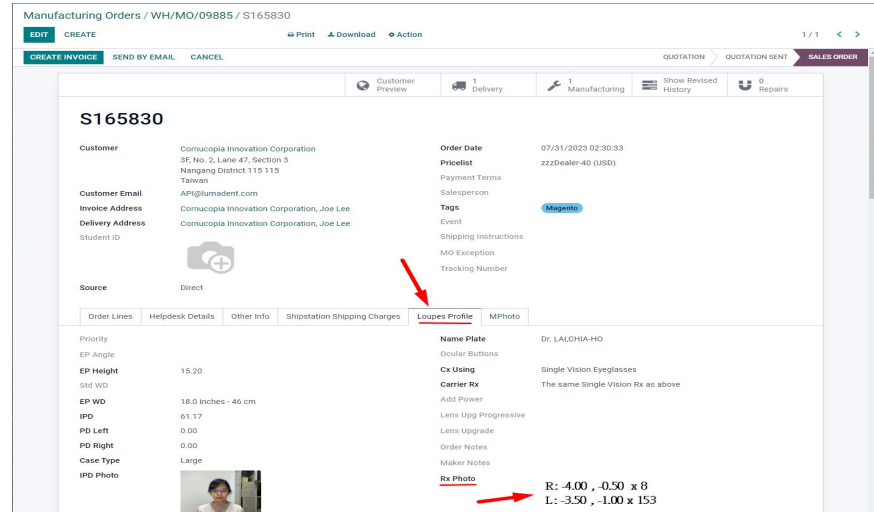 Manufacturing Orders / WH/MO/09885 / S165830
EDIT CREATE Print Download Action 1 / 1
CREATE INVOICE SEND BY EMAIL CANCEL QUOTATION QUOTATION SENT SALES ORDER
Customer Preview 1 Delivery 1 Manufacturing Show Revised History 0 Repairs
S165830
Customer Cornucopia Innovation Corporation Order Date 07/31/2023 02:30:33
3F, No. 2, Lane 47, Section 3 Pricelist zzzDealer-40 (USD)
Nangang District 115 115
Taiwan Payment Terms
Customer Email API@lumadent.com Salesperson
Invoice Address Cornucopia Innovation Corporation, Joe Lee Tags Magento
Delivery Address Cornucopia Innovation Corporation, Joe Lee Event
Student ID Shipping Instructions
MO Exception
Tracking Number
Source Direct
Order Lines Helpdesk Details Other Info Shipstation Shipping Charges Loupes Profile MPhoto
Priority Name Plate Dr. LAI,CHIA-HO
EP Angle Ocular Buttons
EP Height 15.20 Cx Using Single Vision Eyeglasses
Std WD Carrier Rx The same Single Vision Rx as above
EP WD 18.0 inches - 46 cm Add Power
IPD 61.17 Lens Upg Progressive
PD Left 0.00 Lens Upgrade
PD Right 0.00 Order Notes
Case Type Large Maker Notes
IPD Photo Rx Photo
R: -4.00 , -0.50 x 8
L: -3.50 , -1.00 x 153